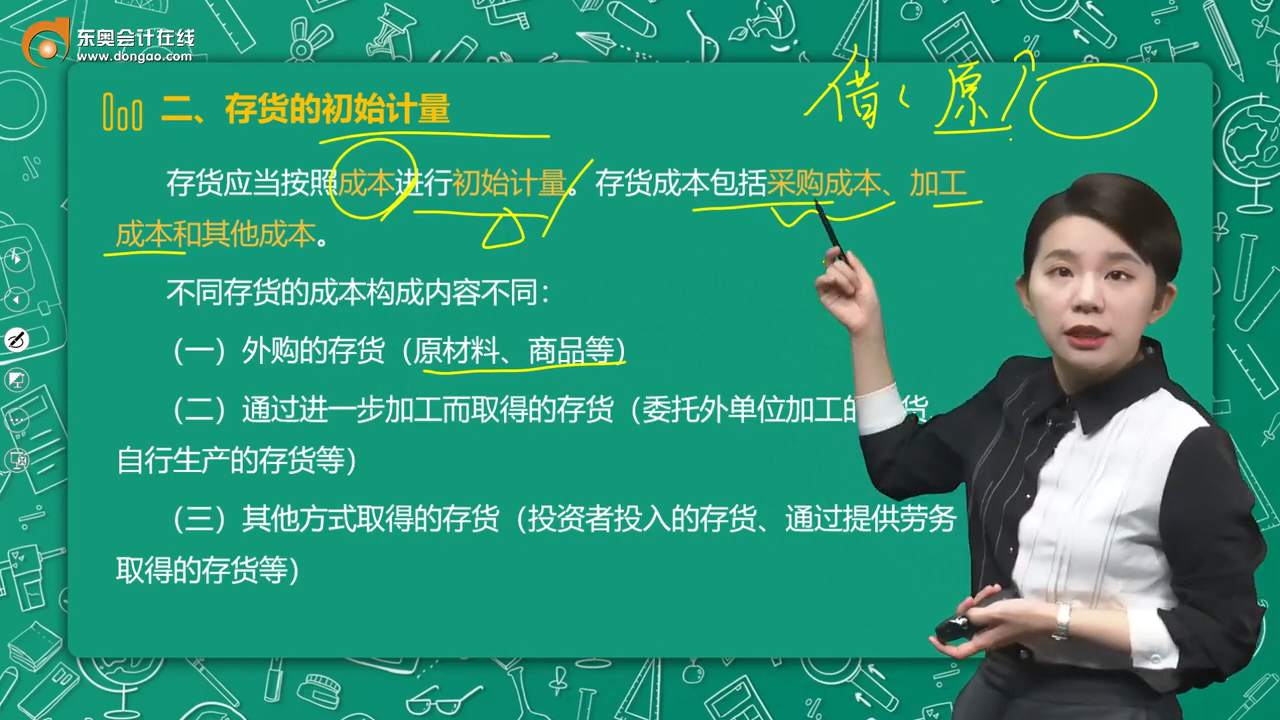 东奥会计在线
www.dongao.com
借：原
二、存货的初始计量
存货应当按照成本进行初始计量。存货成本包括采购成本、加工
成本和其他成本。
不同存货的成本构成内容不同：
（一）外购的存货（原材料、商品等）
（二）通过进一步加工而取得的存货（委托外单位加工的 货
自行生产的存货等）
（三）其他方式取得的存货（投资者投入的存货、通过提供劳务
取得的存货等）